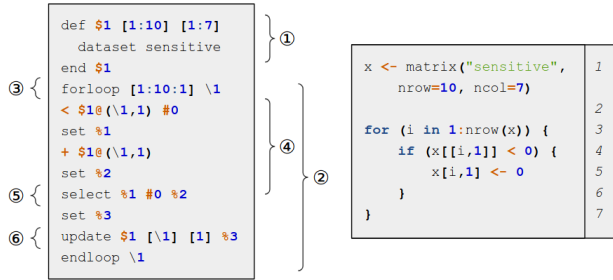 def $1 [1:10] [1:7]
dataset sensitive
end $1
forloop [1:10:1] \1
< $1@(\1,1) #0
set %1
+ $1@(\1,1)
set %2
select %1 #0 %2
set %3
update $1 [\1] [1] %3
endloop \1
①
③
④
②
⑤
⑥
x <- matrix("sensitive",
nrow=10, ncol=7)
for (i in 1:nrow(x)) {
if (x[[i,1]] < 0) {
x[i,1] <- 0
}
}
1
2
3
4
5
6
7